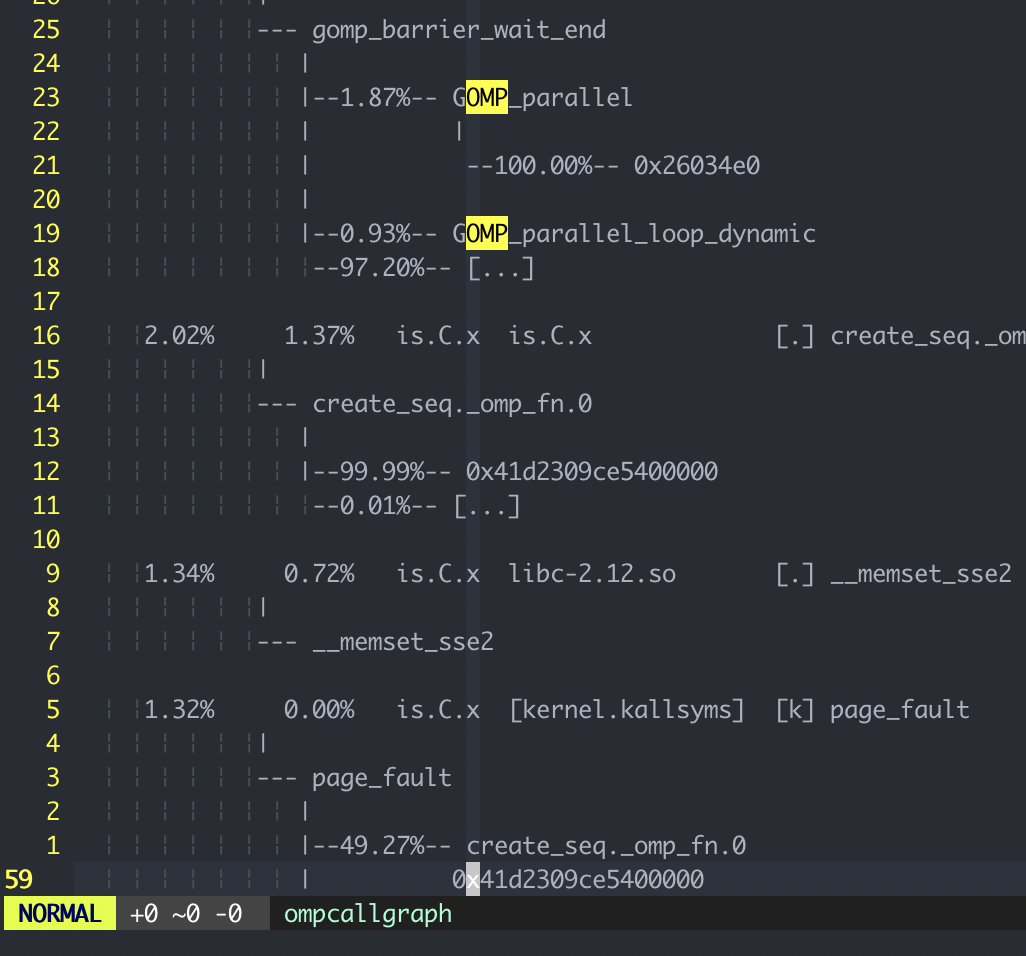 25 --- gomp_barrier_wait_end
24 |
23 |--1.87%-- GOMP_parallel
22 | |
21 | --100.00%-- 0x26034e0
20 |
19 |--0.93%-- GOMP_parallel_loop_dynamic
18 --97.20%-- [...]
17
16 2.02% 1.37% is.C.x is.C.x [.] create_seq._om
15 |
14 --- create_seq._omp_fn.0
13 |
12 |--99.99%-- 0x41d2309ce5400000
11 --0.01%-- [...]
10
9 1.34% 0.72% is.C.x libc-2.12.so [.] __memset_sse2
8 |
7 --- __memset_sse2
6
5 1.32% 0.00% is.C.x [kernel.kallsyms] [k] page_fault
4 |
3 --- page_fault
2 |
1 |--49.27%-- create_seq._omp_fn.0
59 | 0x41d2309ce5400000
NORMAL +0 ~0 -0 ompcallgraph